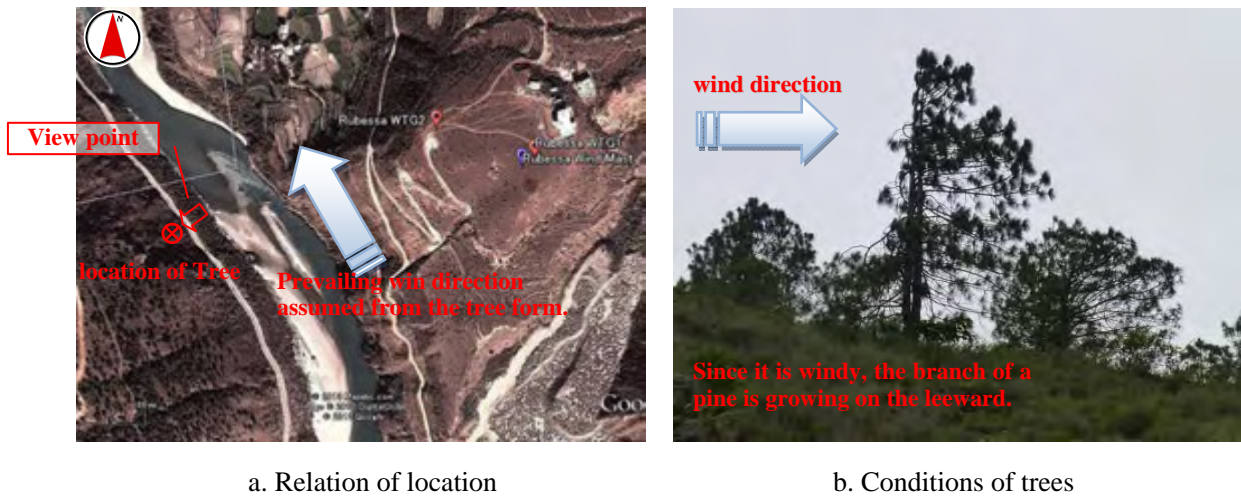 N
View point
location of Tree
Rubessa WTG2
Rubessa WTG1
Rubessa Wind Mast
Prevailing win direction
assumed from the tree form.
Goo
wind direction
Since it is windy, the branch of a
pine is growing on the leeward.
a. Relation of location
b. Conditions of trees